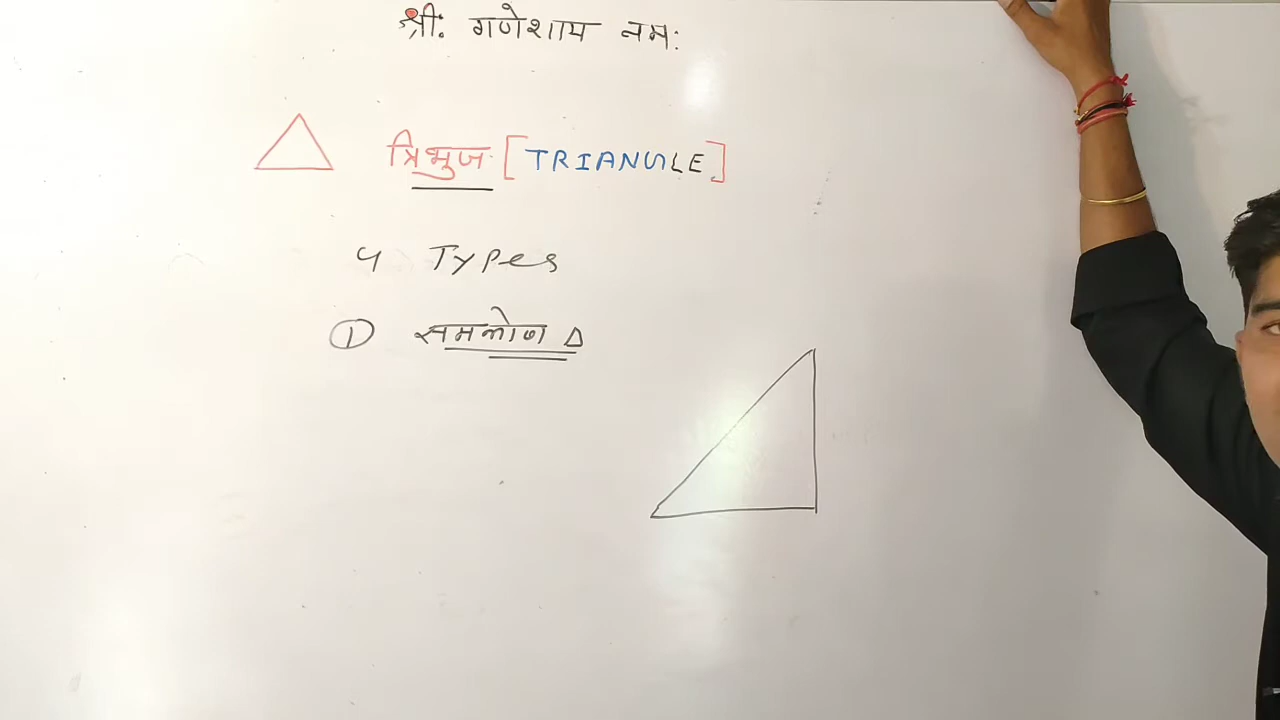 श्रीः गणेशाय नमः
त्रिभुज [TRIANGLE]
4 Types
① समकोण Δ